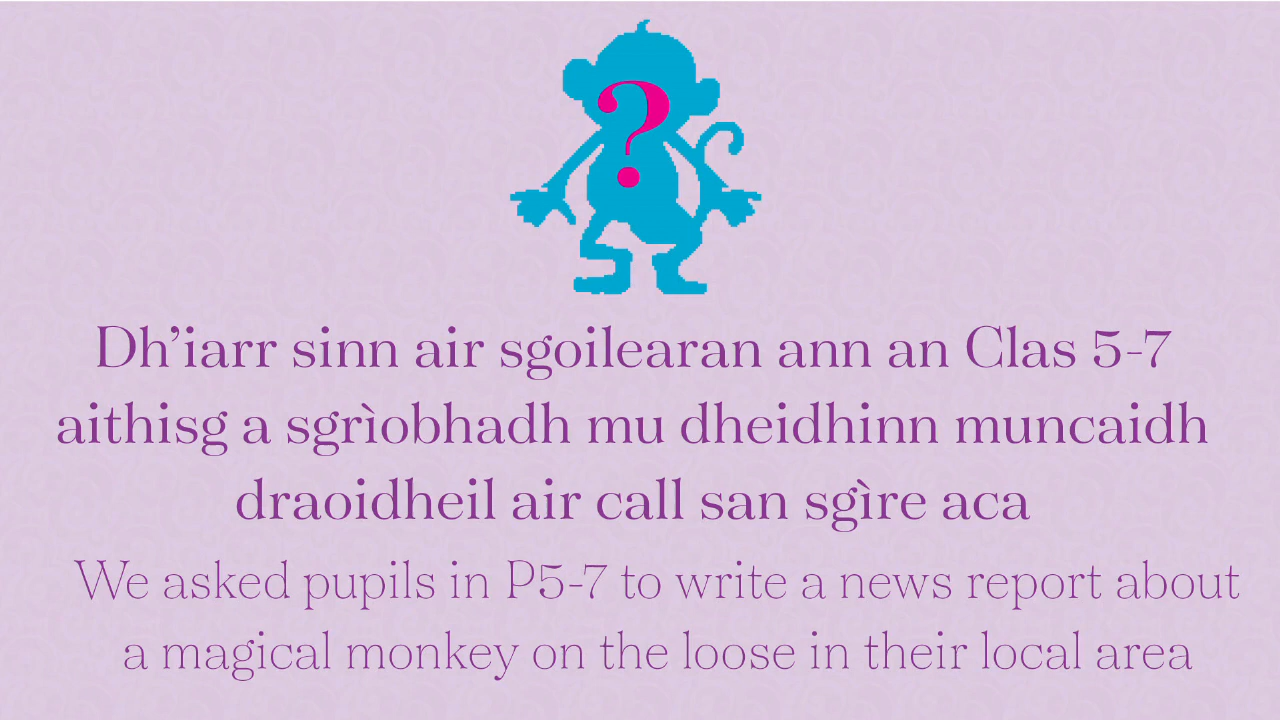 ?
Dh’iarr sinn air sgoilearan ann an Clas 5-7
aithisg a sgrìobhadh mu dheidhinn muncaidh
draoidheil air call san sgìre aca
We asked pupils in P5-7 to write a news report about
a magical monkey on the loose in their local area